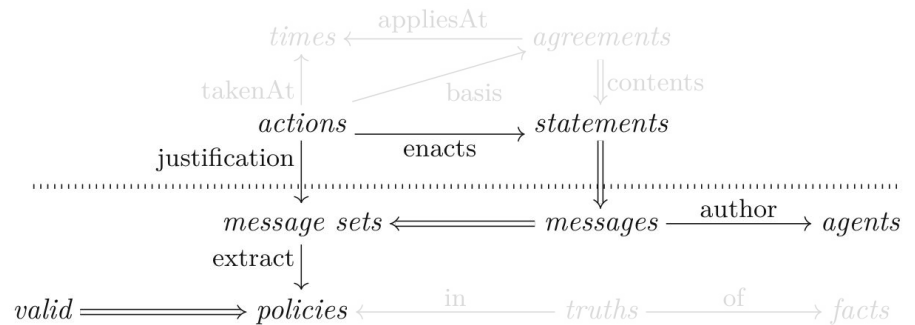 appliesAt
times agreements
takenAt basis contents
actions statements
enacts
justification
message sets messages author agents
extract
valid policies in truths of facts